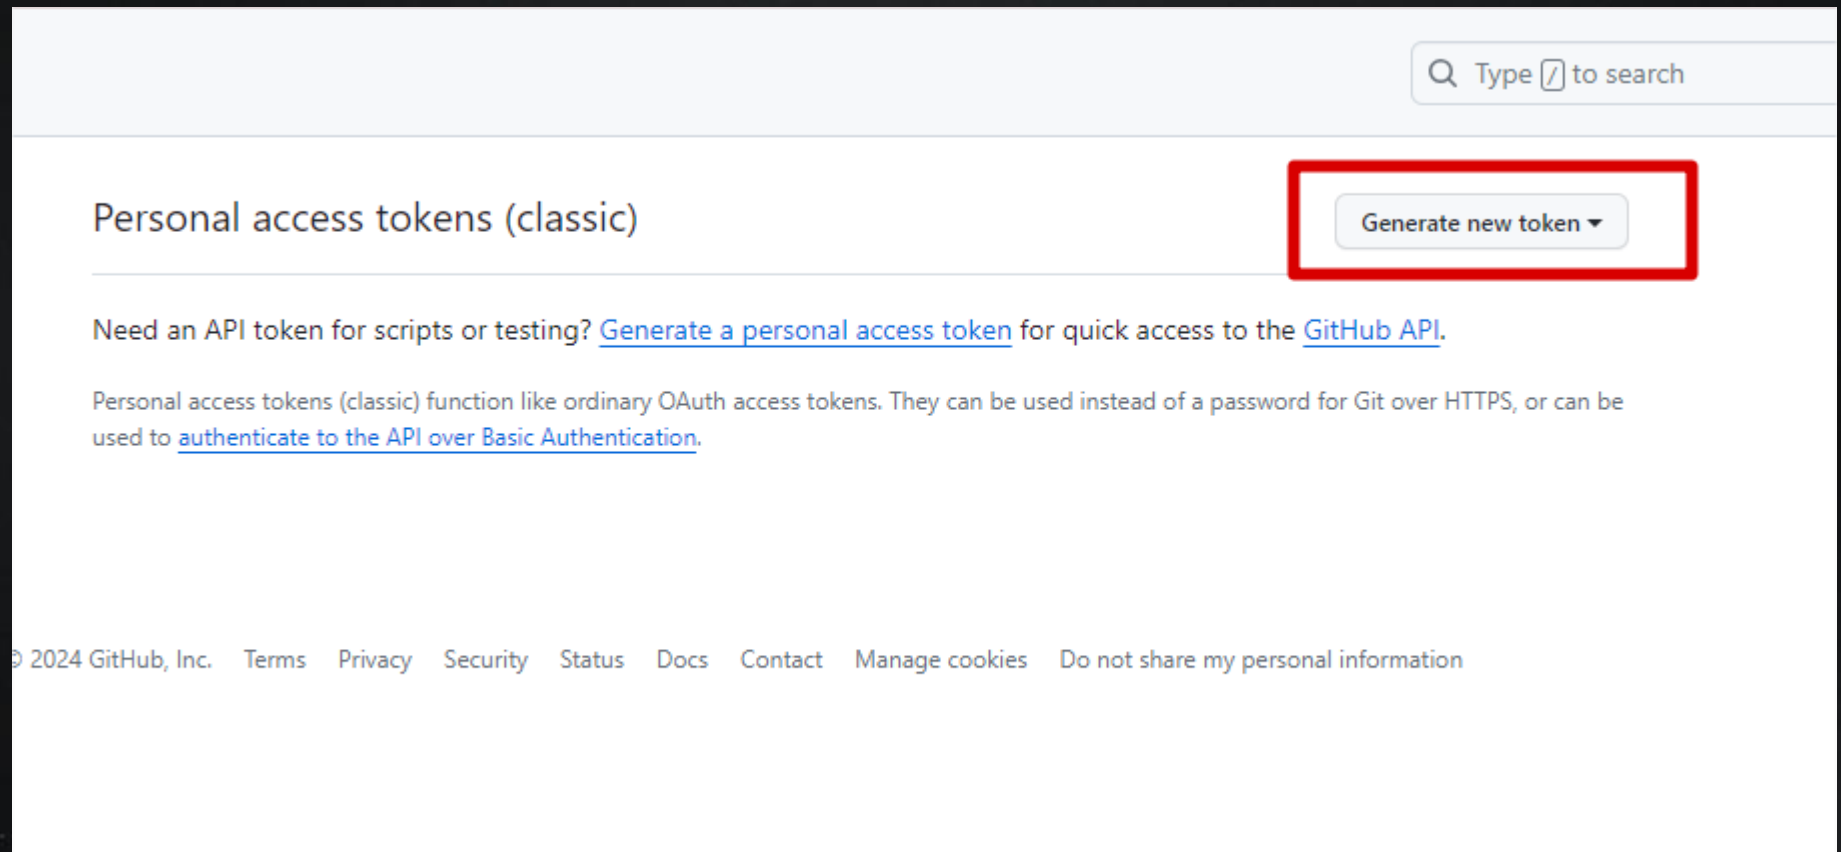 Type / to search
Personal access tokens (classic)
Generate new token
Need an API token for scripts or testing? Generate a personal access token for quick access to the GitHub API.
Personal access tokens (classic) function like ordinary OAuth access tokens. They can be used instead of a password for Git over HTTPS, or can be
used to authenticate to the API over Basic Authentication.
© 2024 GitHub, Inc. Terms Privacy Security Status Docs Contact Manage cookies Do not share my personal information